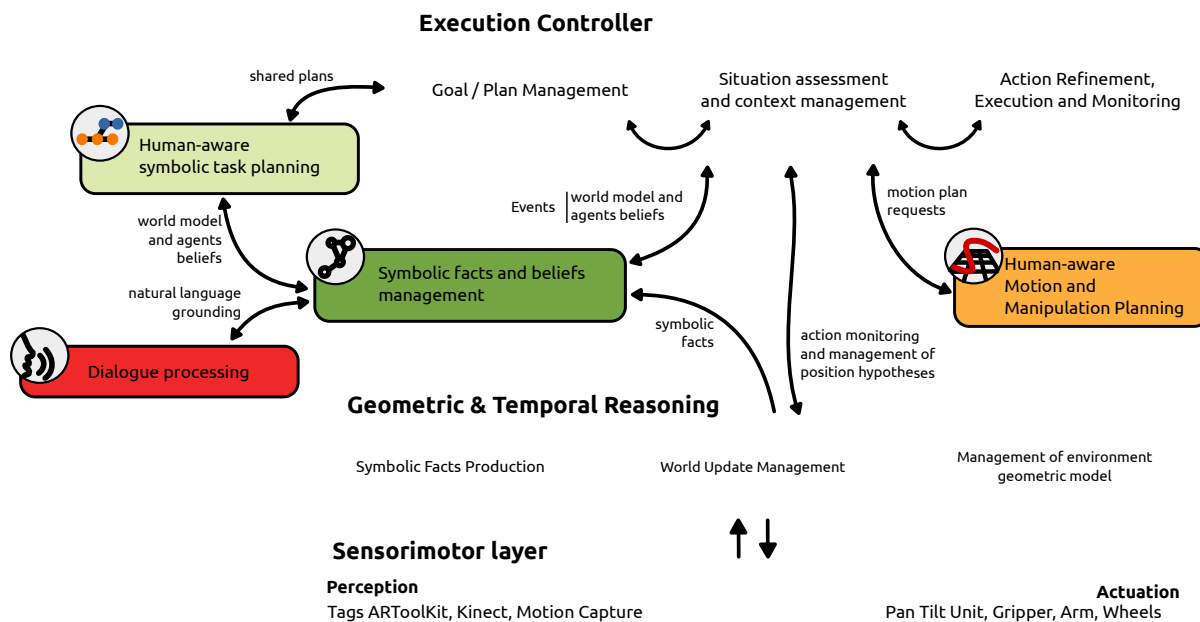 Execution Controller
shared plans
Goal / Plan Management
Situation assessment
and context management
Action Refinement,
Execution and Monitoring
Human-aware
symbolic task planning
Events
world model and
agents beliefs
motion plan
requests
world model
and agents
beliefs
Symbolic facts and beliefs
management
Human-aware
Motion and
Manipulation Planning
natural language
grounding
symbolic
facts
action monitoring
and management of
position hypotheses
Dialogue processing
Geometric & Temporal Reasoning
Symbolic Facts Production
World Update Management
Management of environment
geometric model
Sensorimotor layer
Perception
Tags ARToolKit, Kinect, Motion Capture
Actuation
Pan Tilt Unit, Gripper, Arm, Wheels